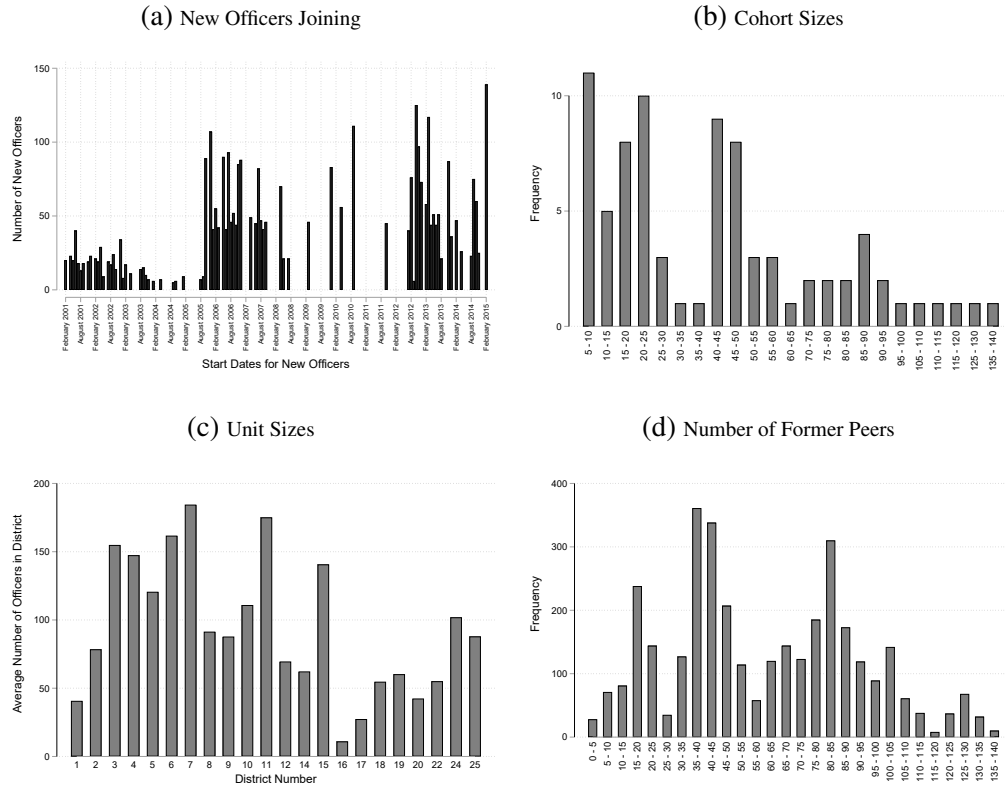 (a) New Officers Joining
150
100
50
0
Number of New Officers
February 2001
August 2001
February 2002
August 2002
February 2003
August 2003
February 2004
August 2004
February 2005
August 2005
February 2006
August 2006
February 2007
August 2007
February 2008
August 2008
February 2009
August 2009
February 2010
August 2010
February 2011
August 2011
February 2012
August 2012
February 2013
August 2013
February 2014
August 2014
February 2015
Start Dates for New Officers
(b) Cohort Sizes
10
5
0
Frequency
5 - 10
10 - 15
15 - 20
20 - 25
25 - 30
30 - 35
35 - 40
40 - 45
45 - 50
50 - 55
55 - 60
60 - 65
70 - 75
75 - 80
80 - 85
85 - 90
90 - 95
95 - 100
105 - 110
110 - 115
115 - 120
125 - 130
135 - 140
(c) Unit Sizes
200
150
100
50
0
Average Number of Officers in District
1 2 3 4 5 6 7 8 9 10 11 12 14 15 16 17 18 19 20 22 24 25
District Number
(d) Number of Former Peers
400
300
200
100
0
Frequency
0 - 5
5 - 10
10 - 15
15 - 20
20 - 25
25 - 30
30 - 35
35 - 40
40 - 45
45 - 50
50 - 55
55 - 60
60 - 65
65 - 70
70 - 75
75 - 80
80 - 85
85 - 90
90 - 95
95 - 100
100 - 105
105 - 110
110 - 115
115 - 120
120 - 125
125 - 130
130 - 135
135 - 140